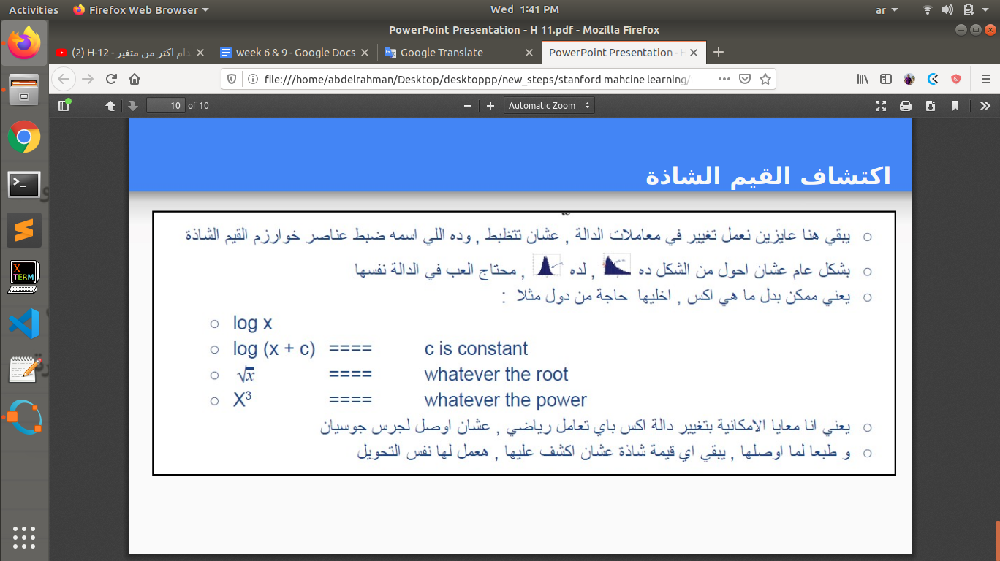 Activities Firefox Web Browser Wed 1:41 PM ar
PowerPoint Presentation - H 11.pdf - Mozilla Firefox
(2) H-12 - دام اكثر من متغير week 6 & 9 - Google Docs Google Translate PowerPoint Presentation - H
file:///home/abdelrahman/Desktop/desktoppp/new_steps/stanford mahcine learning/
10 of 10 Automatic Zoom
اكتشاف القيم الشاذة
يبقي هنا عايزين نعمل تغيير في معاملات الدالة , عشان تتظبط , وده اللي اسمه ضبط عناصر خوارزم القيم الشاذة
بشكل عام عشان احول من الشكل ده , لده , محتاج العب في الدالة نفسها
يعني ممكن بدل ما هي اكس , اخليها حاجة من دول مثلا :
log x
log (x + c) ==== c is constant
√x ==== whatever the root
X³ ==== whatever the power
يعني انا معايا الامكانية بتغيير دالة اكس باي تعامل رياضي , عشان اوصل لجرس جوسيان
و طبعا لما اوصلها , يبقي اي قيمة شاذة عشان اكشف عليها , هعمل لها نفس التحويل
X TERM